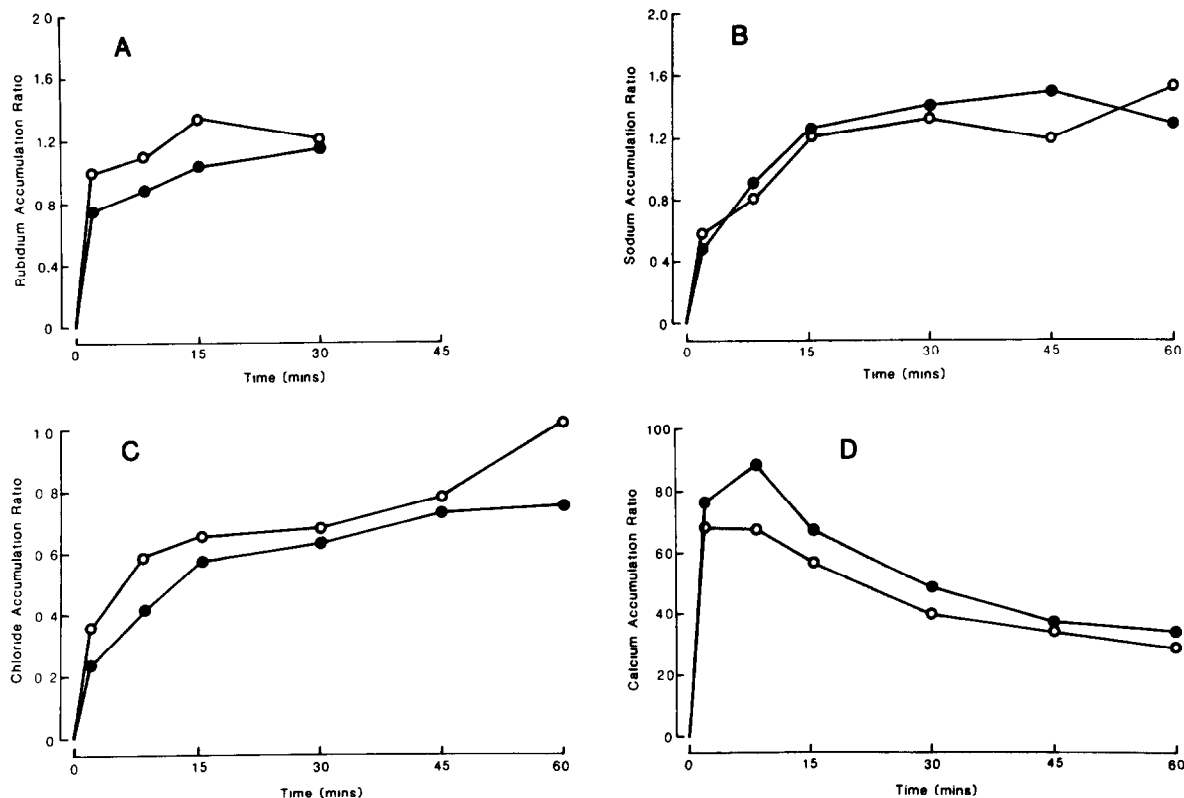 A
2 0
1.6
1.2
0.8
0.4
0
Rubidium Accumulation Ratio
0 15 30 45
Time (mins)
B
2.0
1.6
1.2
0.8
0 4
0
Sodium Accumulation Ratio
0 15 30 45 60
Time (mins)
C
1 0
0 8
0 6
0 4
0 2
0
Chloride Accumulation Ratio
0 15 30 45 60
Time (mins)
D
100
80
60
40
20
0
Calcium Accumulation Ratio
0 15 30 45 60
Time (mins)